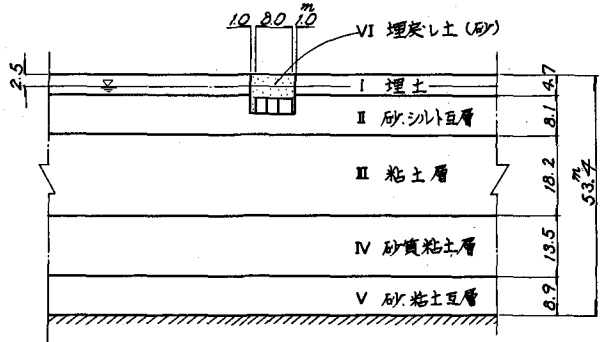 1.0 8.0 1.0 m
VI 埋戻し土(砂)
2.5
I 埋土
4.7
II 砂.シルト互層
8.1
III 粘土層
18.2
m
53.4
IV 砂質粘土層
13.5
V 砂.粘土互層
8.9